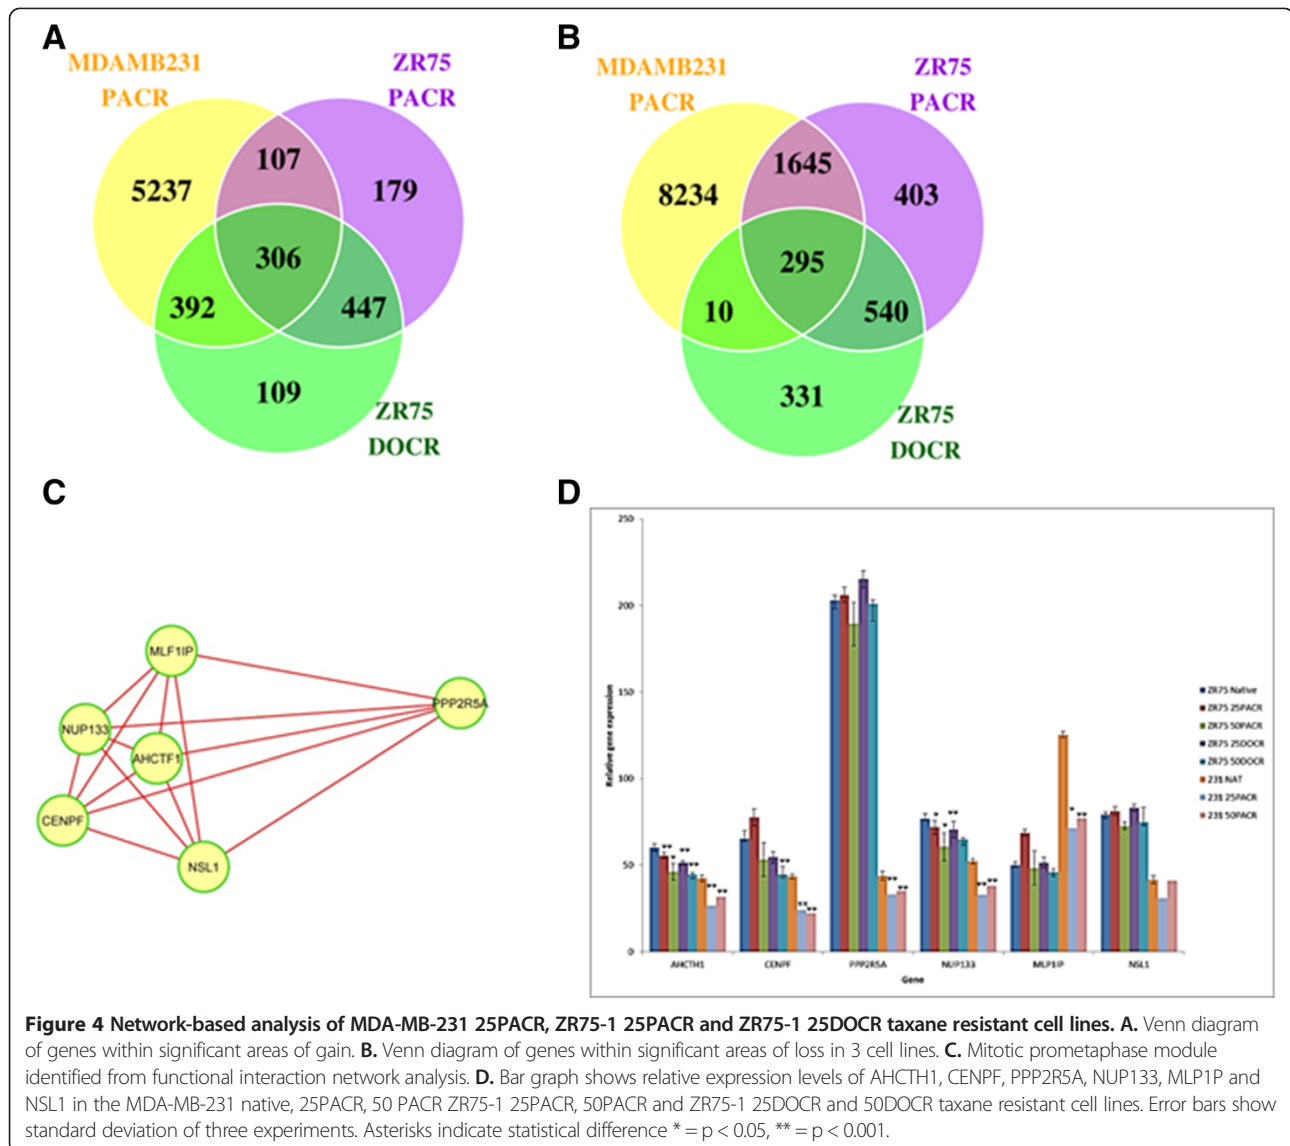 A
MDAMB231
PACR
ZR75
PACR
5237
107
179
306
392
447
109
ZR75
DOCR
B
MDAMB231
PACR
ZR75
PACR
8234
1645
403
295
10
540
331
ZR75
DOCR
C
MLF1IP
PPP2R5A
NUP133
AHCTF1
CENPF
NSL1
D
250
200
150
100
50
0
Relative gene expression
** * ** ** ** **
** ** **
** **
* * ** ** **
* **
AHCTH1
CENPF
PPP2R5A
NUP133
MLP1IP
NSL1
Gene
ZR75 Native
ZR75 25PACR
ZR75 50PACR
ZR75 25DOCR
ZR75 50DOCR
231 NAT
231 25PACR
231 50PACR
Figure 4 Network-based analysis of MDA-MB-231 25PACR, ZR75-1 25PACR and ZR75-1 25DOCR taxane resistant cell lines. A. Venn diagram
of genes within significant areas of gain. B. Venn diagram of genes within significant areas of loss in 3 cell lines. C. Mitotic prometaphase module
identified from functional interaction network analysis. D. Bar graph shows relative expression levels of AHCTH1, CENPF, PPP2R5A, NUP133, MLP1P and
NSL1 in the MDA-MB-231 native, 25PACR, 50 PACR ZR75-1 25PACR, 50PACR and ZR75-1 25DOCR and 50DOCR taxane resistant cell lines. Error bars show
standard deviation of three experiments. Asterisks indicate statistical difference * = p < 0.05, ** = p < 0.001.